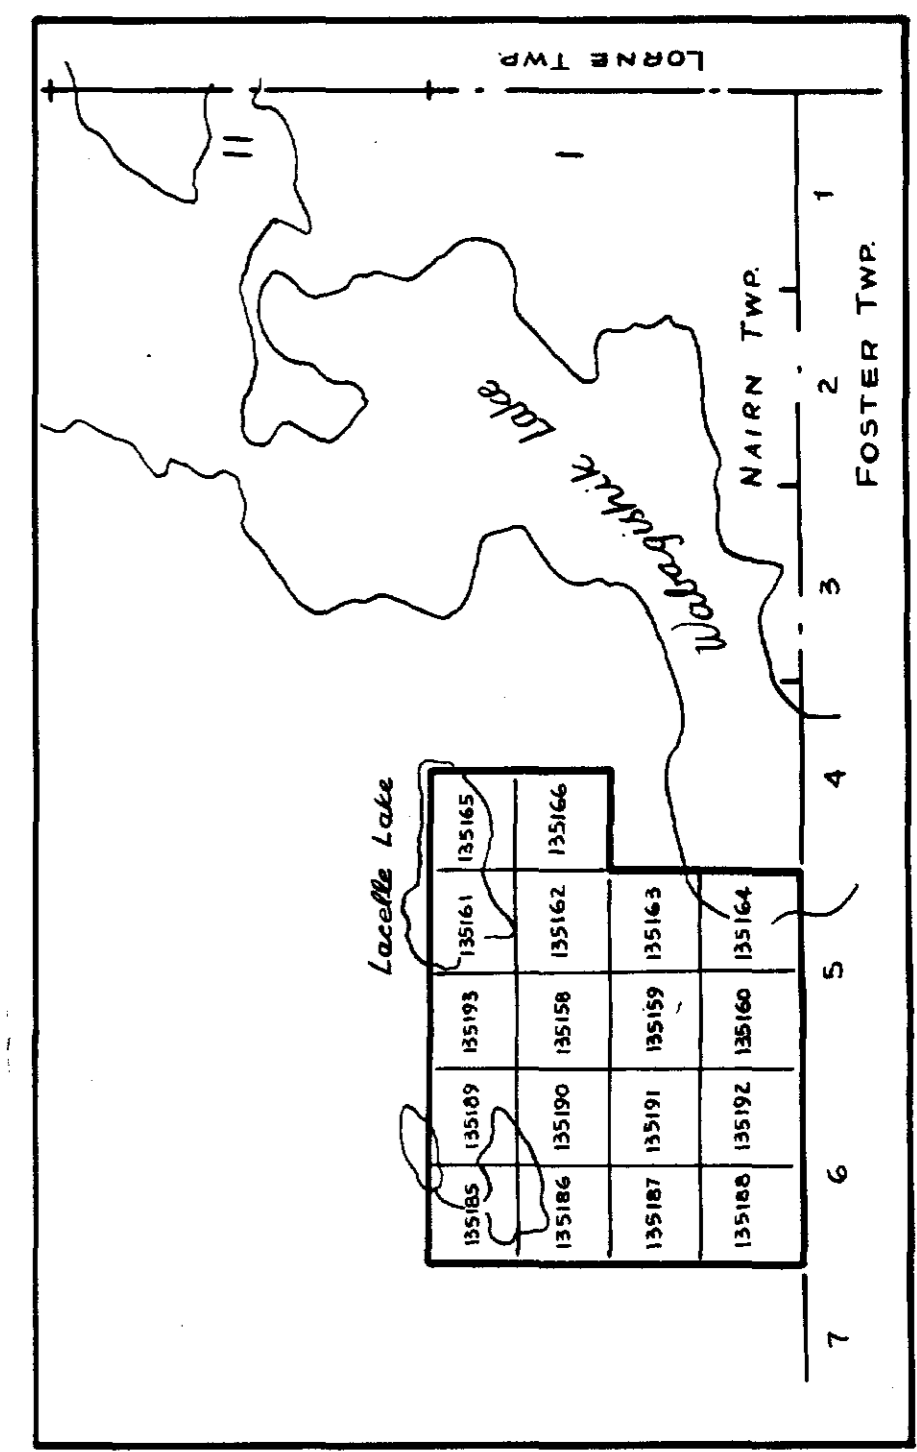 LORNE TWP.
II
I
NAIRN TWP.
FOSTER TWP.
Wabagishik Lake
Lacelle Lake
135185 135189 135193 135161 135165
135186 135190 135158 135162 135166
135187 135191 135159 135163
135188 135192 135160 135164
7 6 5 4 3 2 1